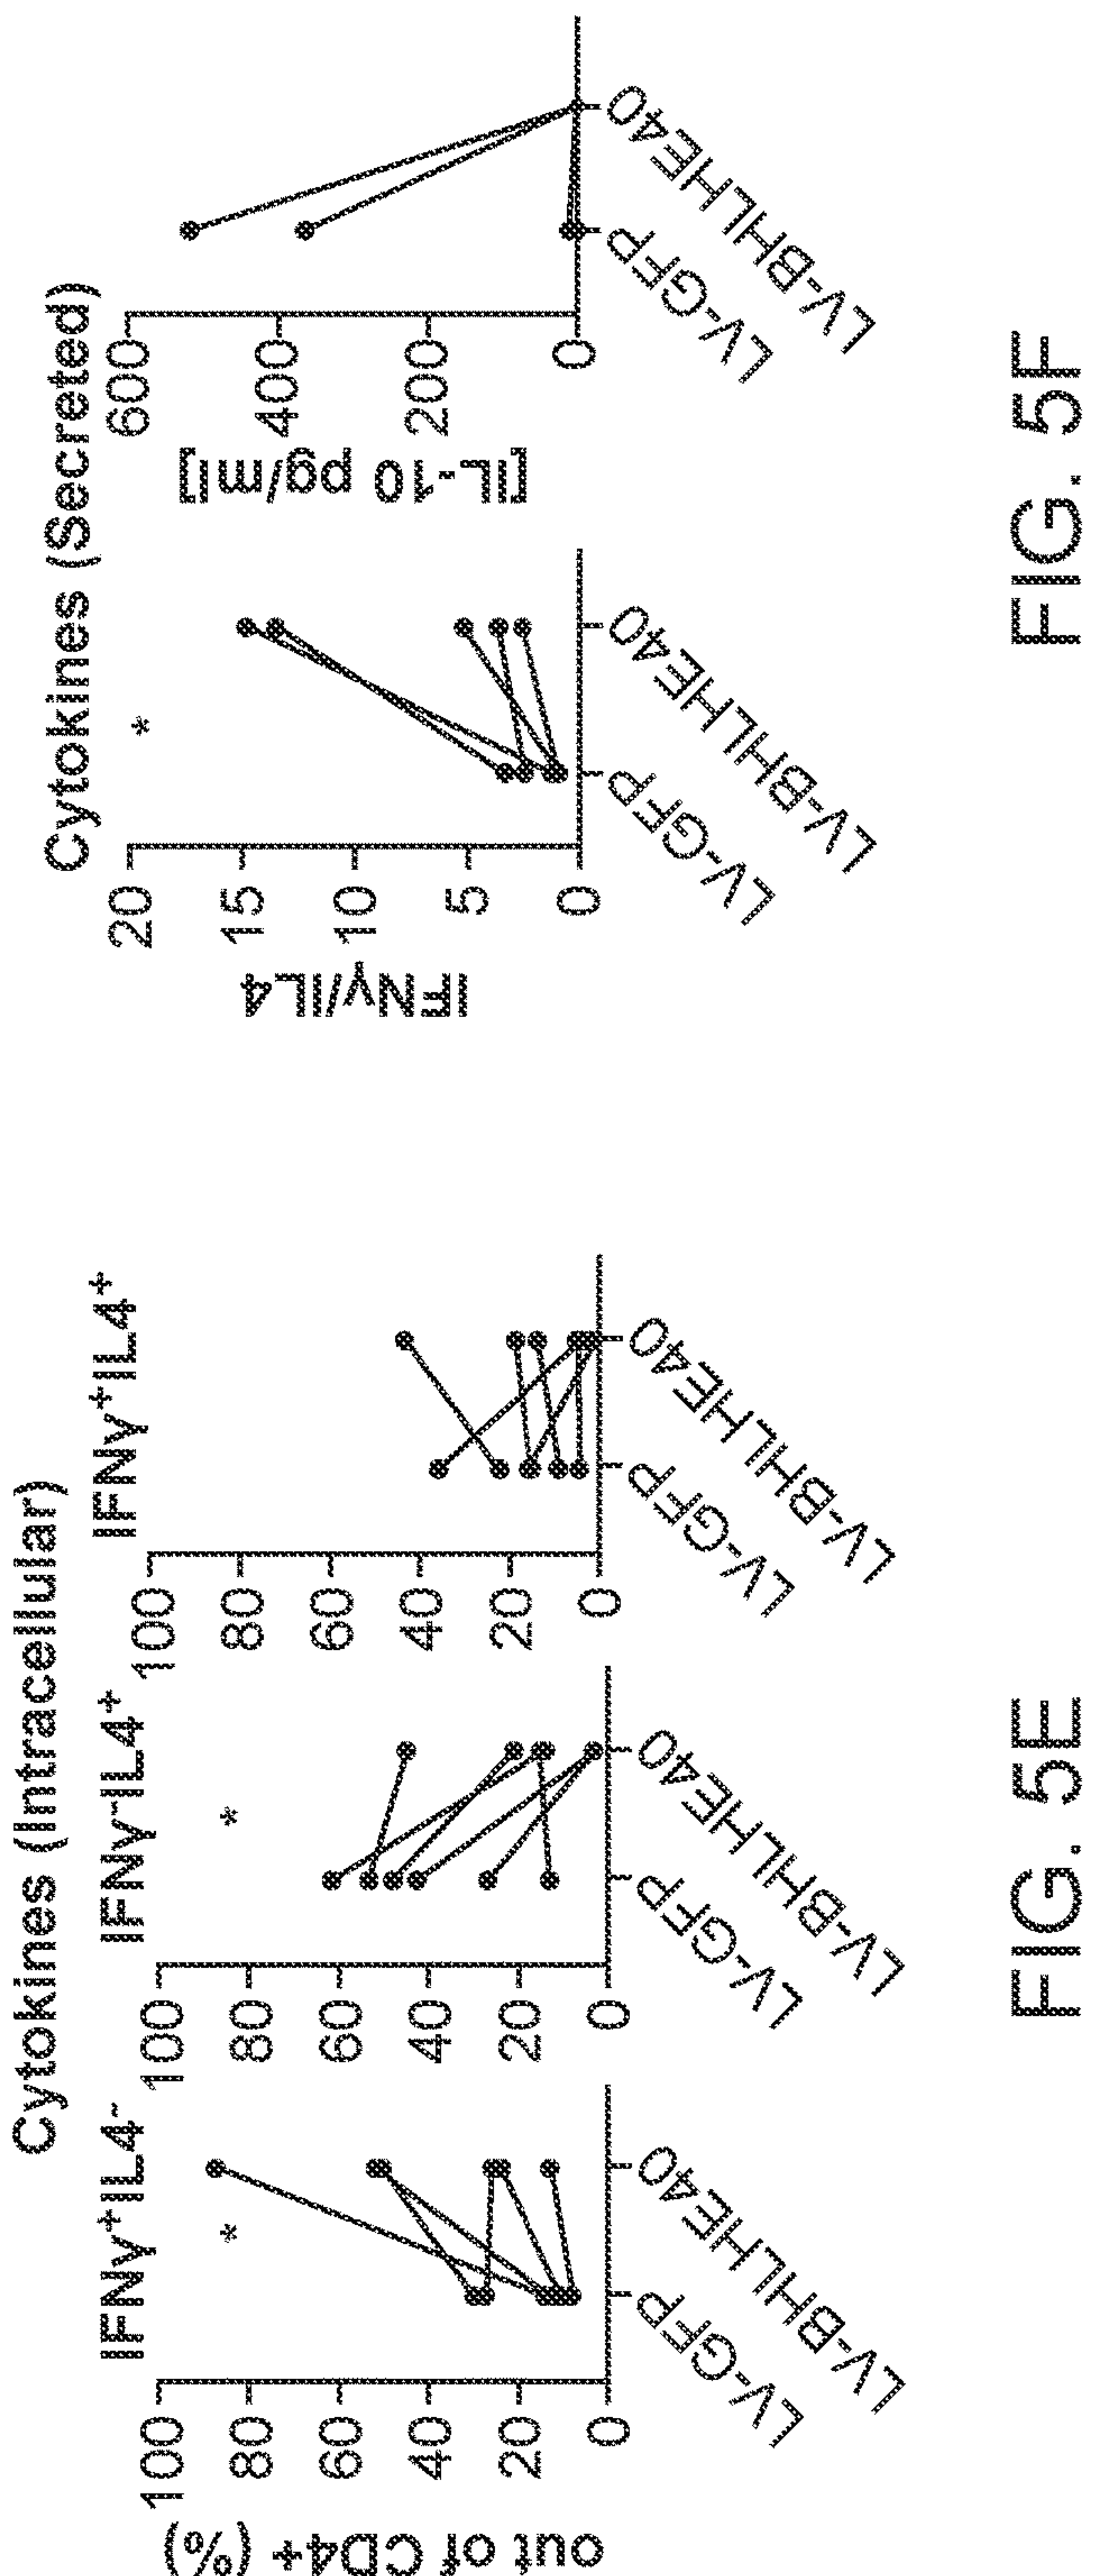 Cytokines (Intracellular)
IFNγ⁺IL4⁻
*
out of CD4+ (%)
100
80
60
40
20
0
LV-GFP
LV-BHLHE40
IFNγ⁻IL4⁺
*
100
80
60
40
20
0
LV-GFP
LV-BHLHE40
IFNγ⁺IL4⁺
100
80
60
40
20
0
LV-GFP
LV-BHLHE40
FIG. 5E
Cytokines (Secreted)
*
IFNγ/IL4
20
15
10
5
0
LV-GFP
LV-BHLHE40
[IL-10 pg/ml]
600
400
200
0
LV-GFP
LV-BHLHE40
FIG. 5F